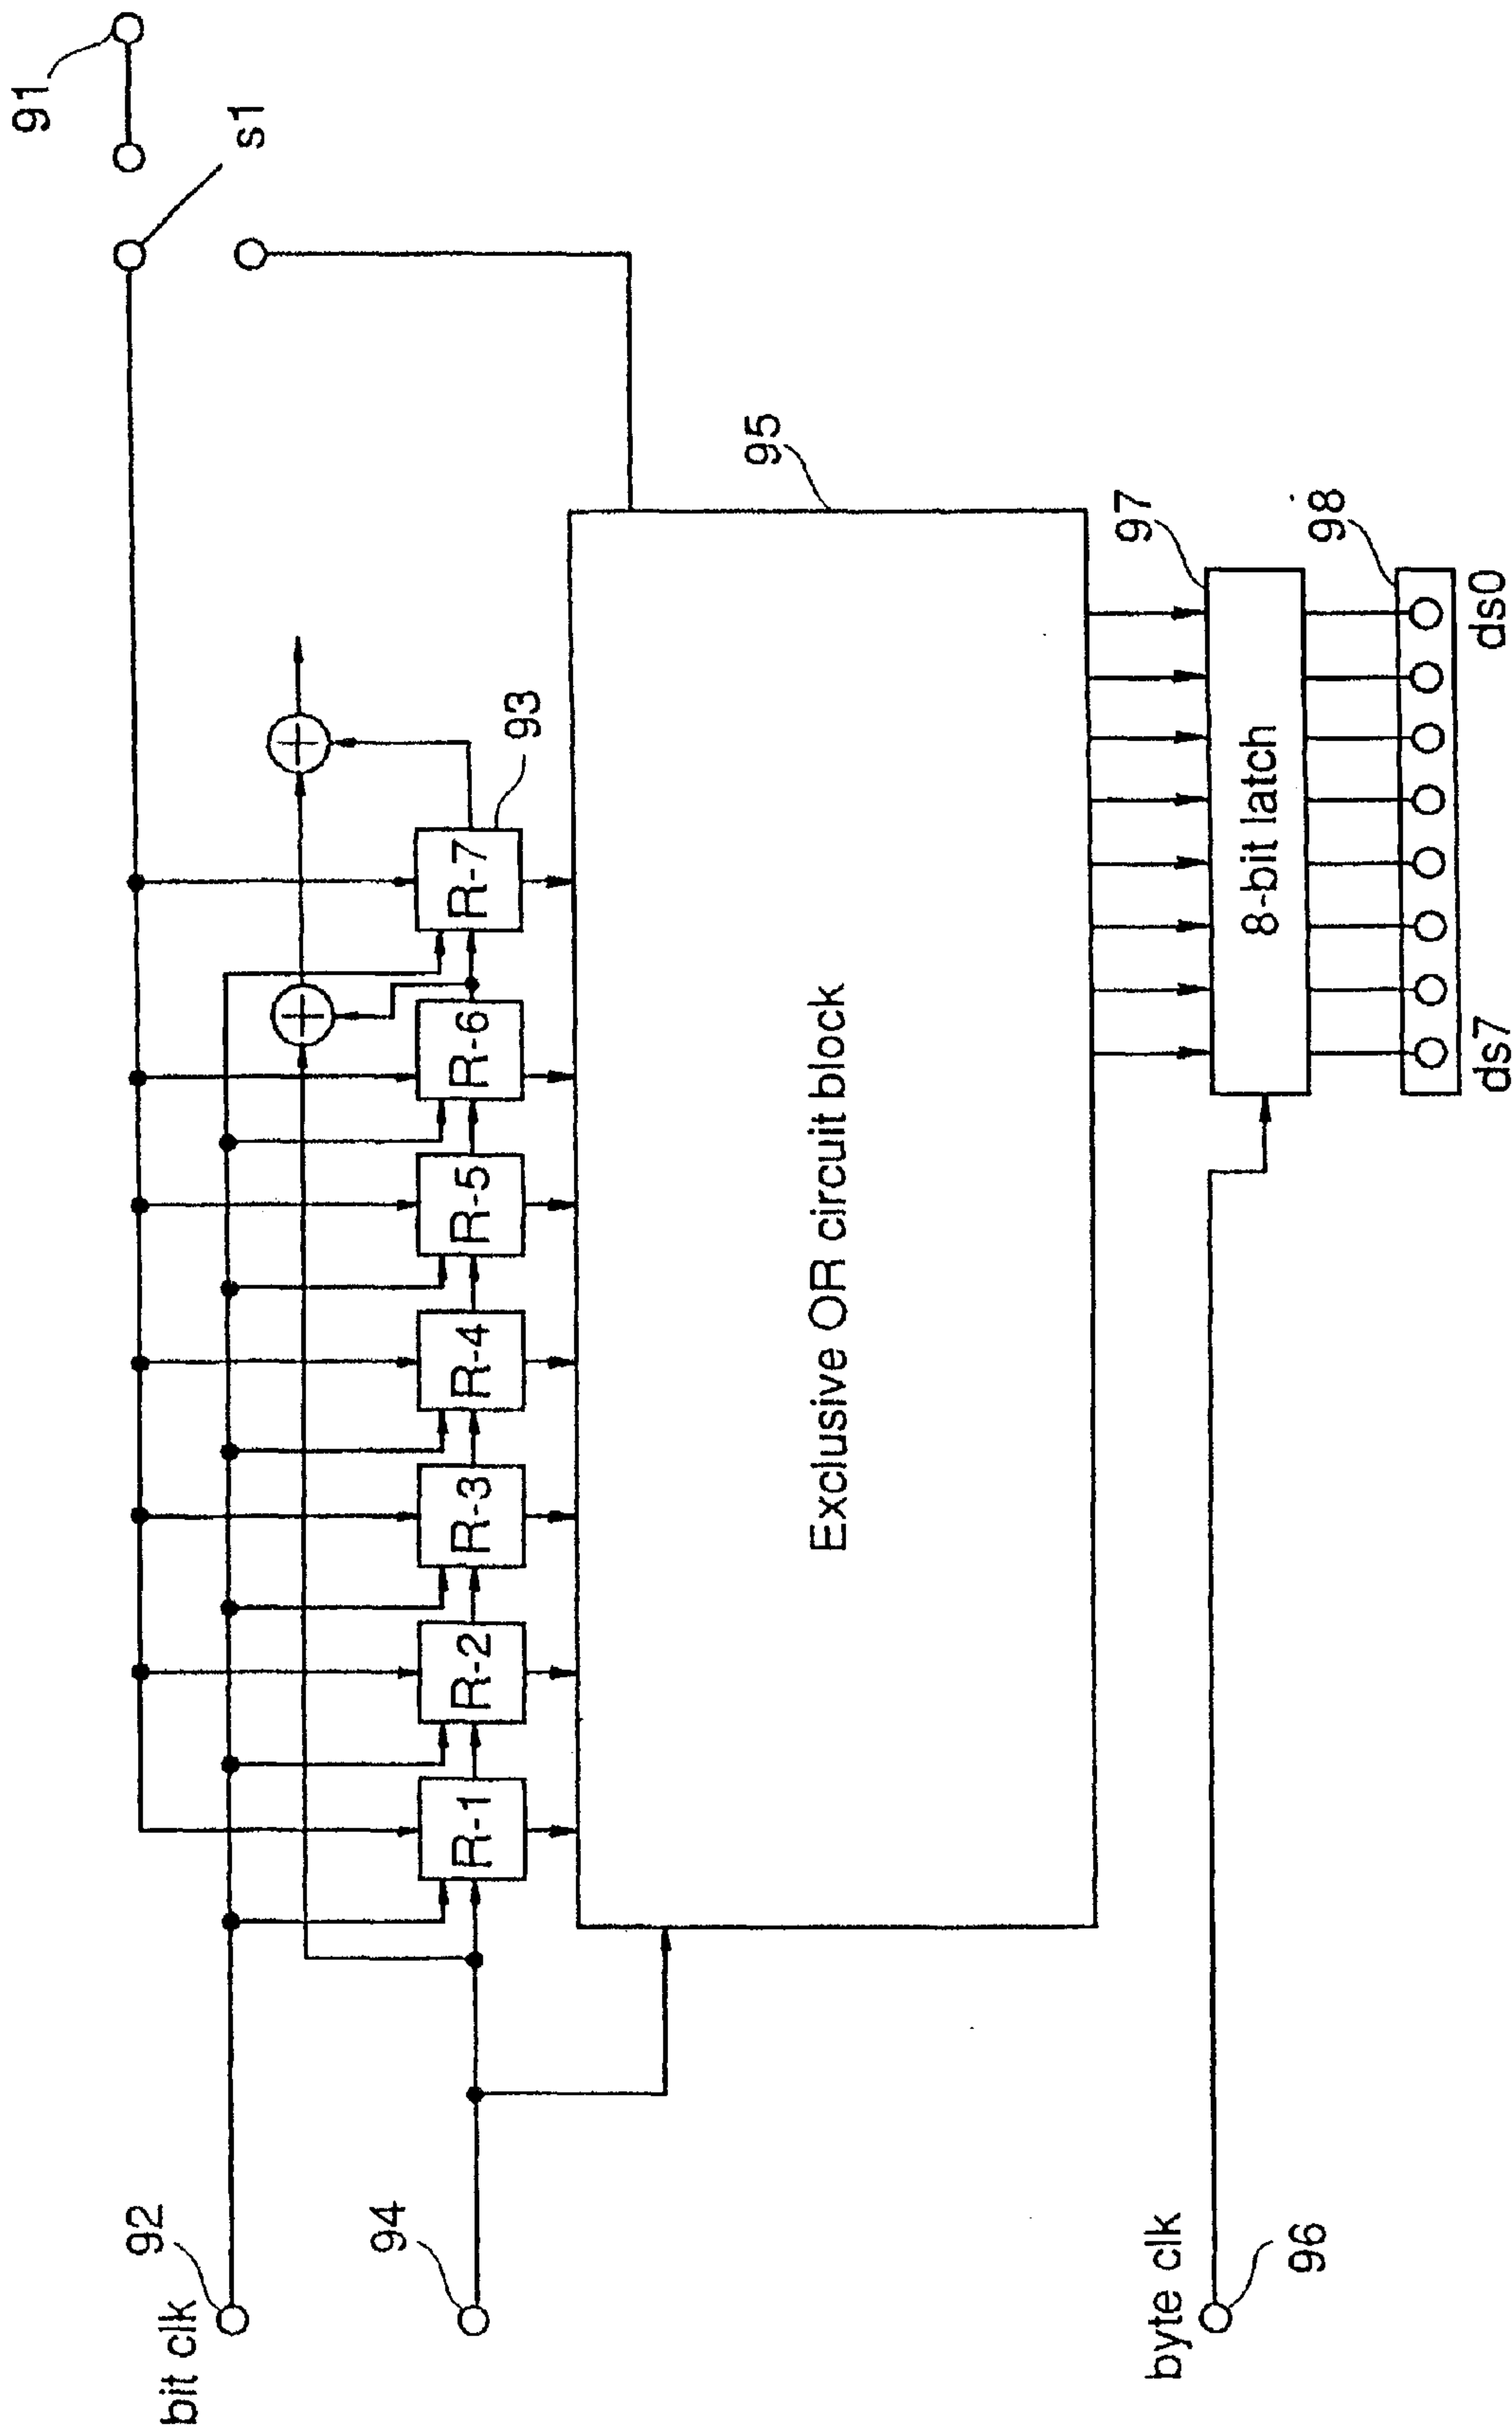 91
s1
bit clk
92
94
R-1
R-2
R-3
R-4
R-5
R-6
R-7
93
95
Exclusive OR circuit block
97
8-bit latch
98
ds7
ds0
byte clk
96